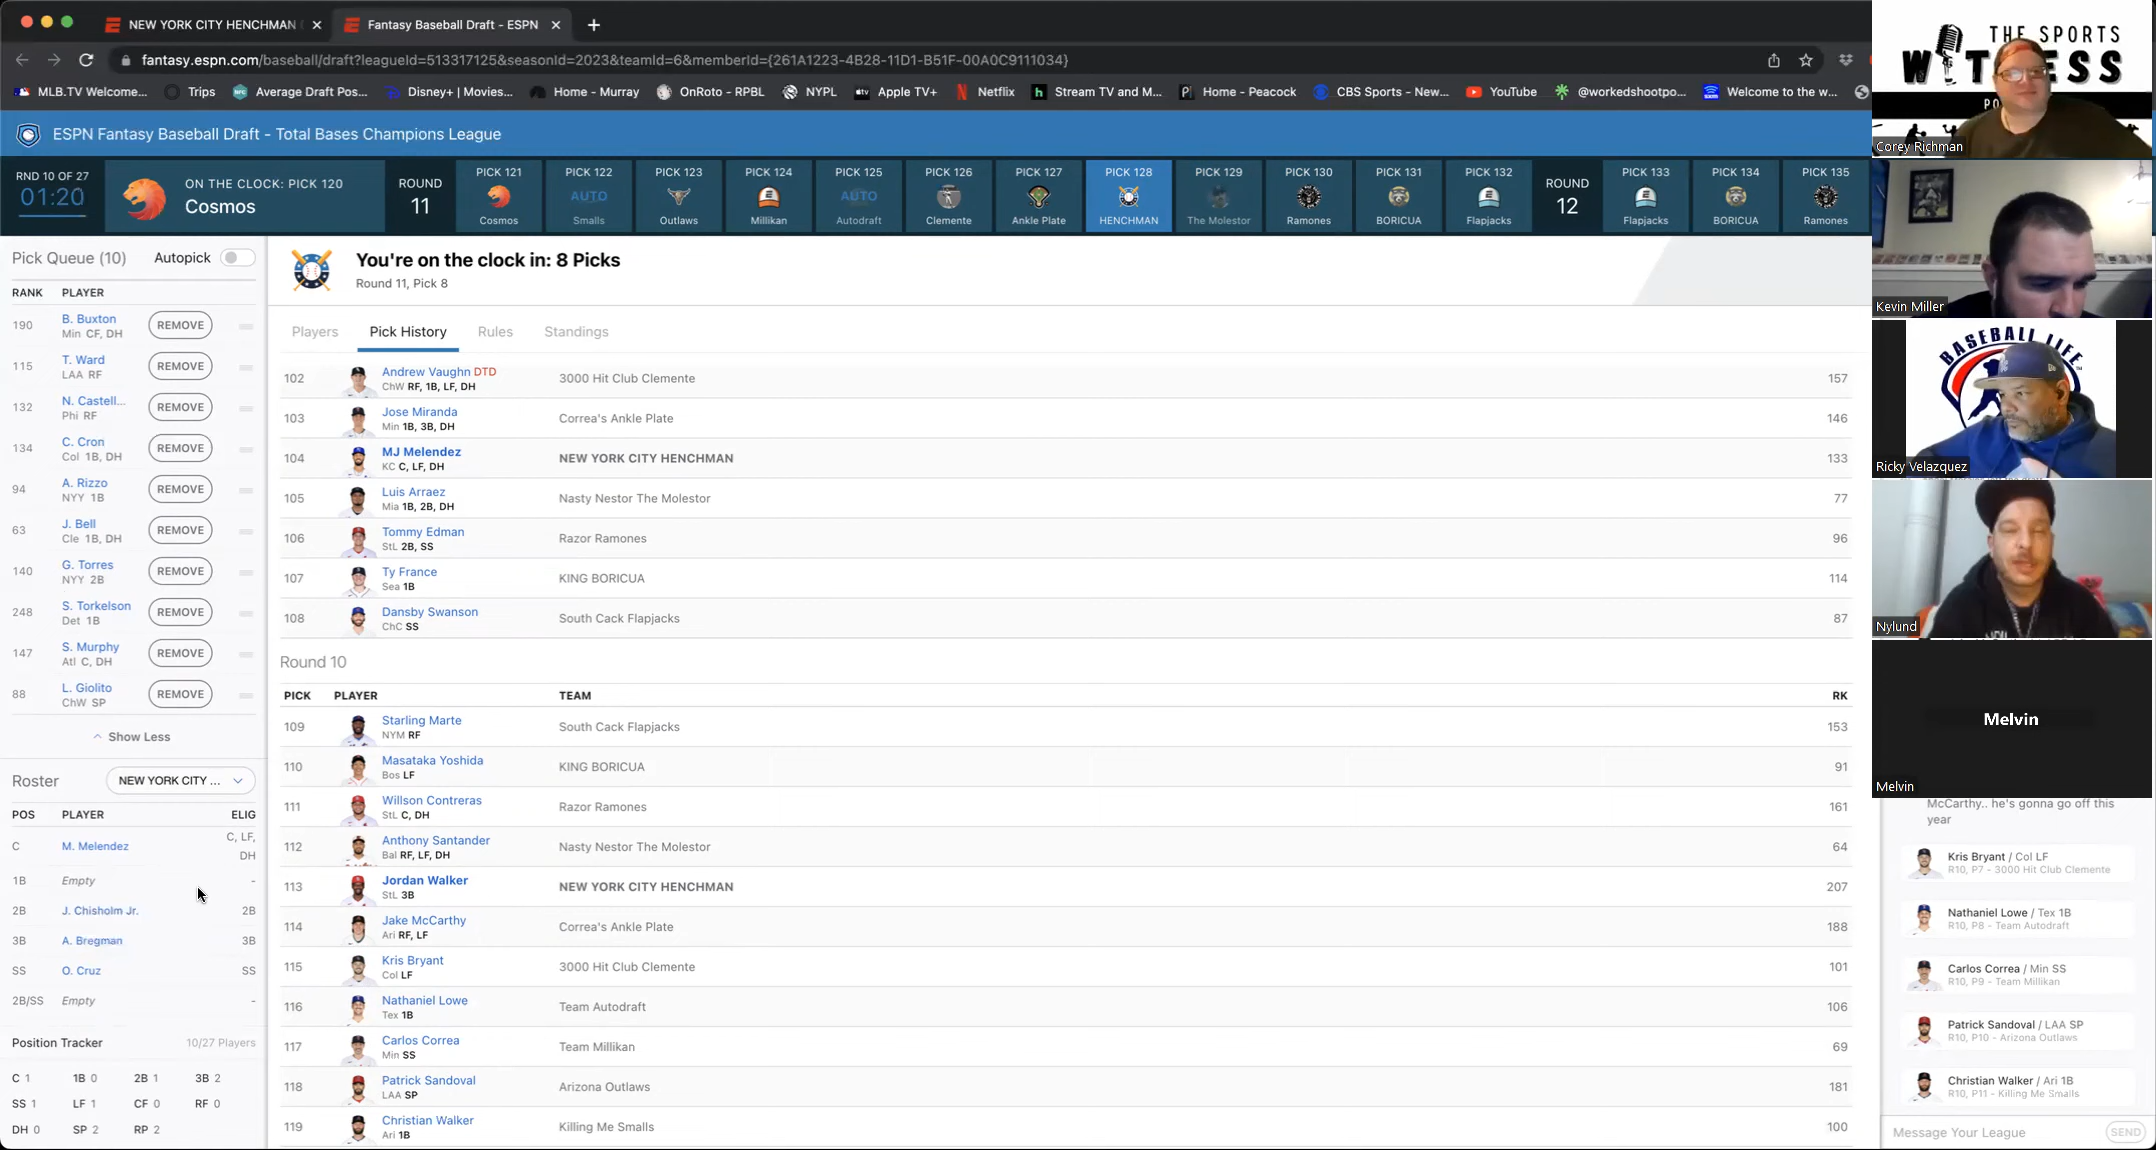 NEW YORK CITY HENCHMAN (
Fantasy Baseball Draft - ESPN
fantasy.espn.com/baseball/draft?leagueId=513317125&seasonId=2023&teamId=6&memberId={261A1223-4B28-11D1-B51F-00A0C9111034}
MLB.TV Welcome...
Trips
Average Draft Pos...
Disney+ | Movies...
Home - Murray
OnRoto - RPBL
NYPL
Apple TV+
Netflix
Stream TV and M...
Home - Peacock
CBS Sports - New...
YouTube
@workedshootpo...
Welcome to the w...
ESPN Fantasy Baseball Draft - Total Bases Champions League
RND 10 OF 27
01:20
ON THE CLOCK: PICK 120
Cosmos
ROUND
11
PICK 121
Cosmos
PICK 122
AUTO
Smalls
PICK 123
Outlaws
PICK 124
Millikan
PICK 125
AUTO
Autodraft
PICK 126
Clemente
PICK 127
Ankle Plate
PICK 128
HENCHMAN
PICK 129
The Molestor
PICK 130
Ramones
PICK 131
BORICUA
PICK 132
Flapjacks
ROUND
12
PICK 133
Flapjacks
PICK 134
BORICUA
PICK 135
Ramones
Pick Queue (10)
Autopick
RANK PLAYER
190 B. Buxton REMOVE
Min CF, DH
115 T. Ward REMOVE
LAA RF
132 N. Castell... REMOVE
Phi RF
134 C. Cron REMOVE
Col 1B, DH
94 A. Rizzo REMOVE
NYY 1B
63 J. Bell REMOVE
Cle 1B, DH
140 G. Torres REMOVE
NYY 2B
248 S. Torkelson REMOVE
Det 1B
147 S. Murphy REMOVE
Atl C, DH
88 L. Giolito REMOVE
ChW SP
Show Less
Roster
NEW YORK CITY ...
POS PLAYER ELIG
C M. Melendez C, LF, DH
1B Empty -
2B J. Chisholm Jr. 2B
3B A. Bregman 3B
SS O. Cruz SS
2B/SS Empty -
Position Tracker 10/27 Players
C 1 1B 0 2B 1 3B 2
SS 1 LF 1 CF 0 RF 0
DH 0 SP 2 RP 2
You're on the clock in: 8 Picks
Round 11, Pick 8
Players
Pick History
Rules
Standings
102 Andrew Vaughn DTD 3000 Hit Club Clemente 157
ChW RF, 1B, LF, DH
103 Jose Miranda Correa's Ankle Plate 146
Min 1B, 3B, DH
104 MJ Melendez NEW YORK CITY HENCHMAN 133
KC C, LF, DH
105 Luis Arraez Nasty Nestor The Molestor 77
Mia 1B, 2B, DH
106 Tommy Edman Razor Ramones 96
StL 2B, SS
107 Ty France KING BORICUA 114
Sea 1B
108 Dansby Swanson South Cack Flapjacks 87
ChC SS
Round 10
PICK PLAYER TEAM RK
109 Starling Marte South Cack Flapjacks 153
NYM RF
110 Masataka Yoshida KING BORICUA 91
Bos LF
111 Willson Contreras Razor Ramones 161
StL C, DH
112 Anthony Santander Nasty Nestor The Molestor 64
Bal RF, LF, DH
113 Jordan Walker NEW YORK CITY HENCHMAN 207
StL 3B
114 Jake McCarthy Correa's Ankle Plate 188
Ari RF, LF
115 Kris Bryant 3000 Hit Club Clemente 101
Col LF
116 Nathaniel Lowe Team Autodraft 106
Tex 1B
117 Carlos Correa Team Millikan 69
Min SS
118 Patrick Sandoval Arizona Outlaws 181
LAA SP
119 Christian Walker Killing Me Smalls 100
Ari 1B
THE SPORTS
WITNESS
Corey Richman
Kevin Miller
BASEBALL LIFE
Ricky Velazquez
Nylund
Melvin
Melvin
McCarthy.. he's gonna go off this
year
Kris Bryant / Col LF
R10, P7 - 3000 Hit Club Clemente
Nathaniel Lowe / Tex 1B
R10, P8 - Team Autodraft
Carlos Correa / Min SS
R10, P9 - Team Millikan
Patrick Sandoval / LAA SP
R10, P10 - Arizona Outlaws
Christian Walker / Ari 1B
R10, P11 - Killing Me Smalls
Message Your League
SEND